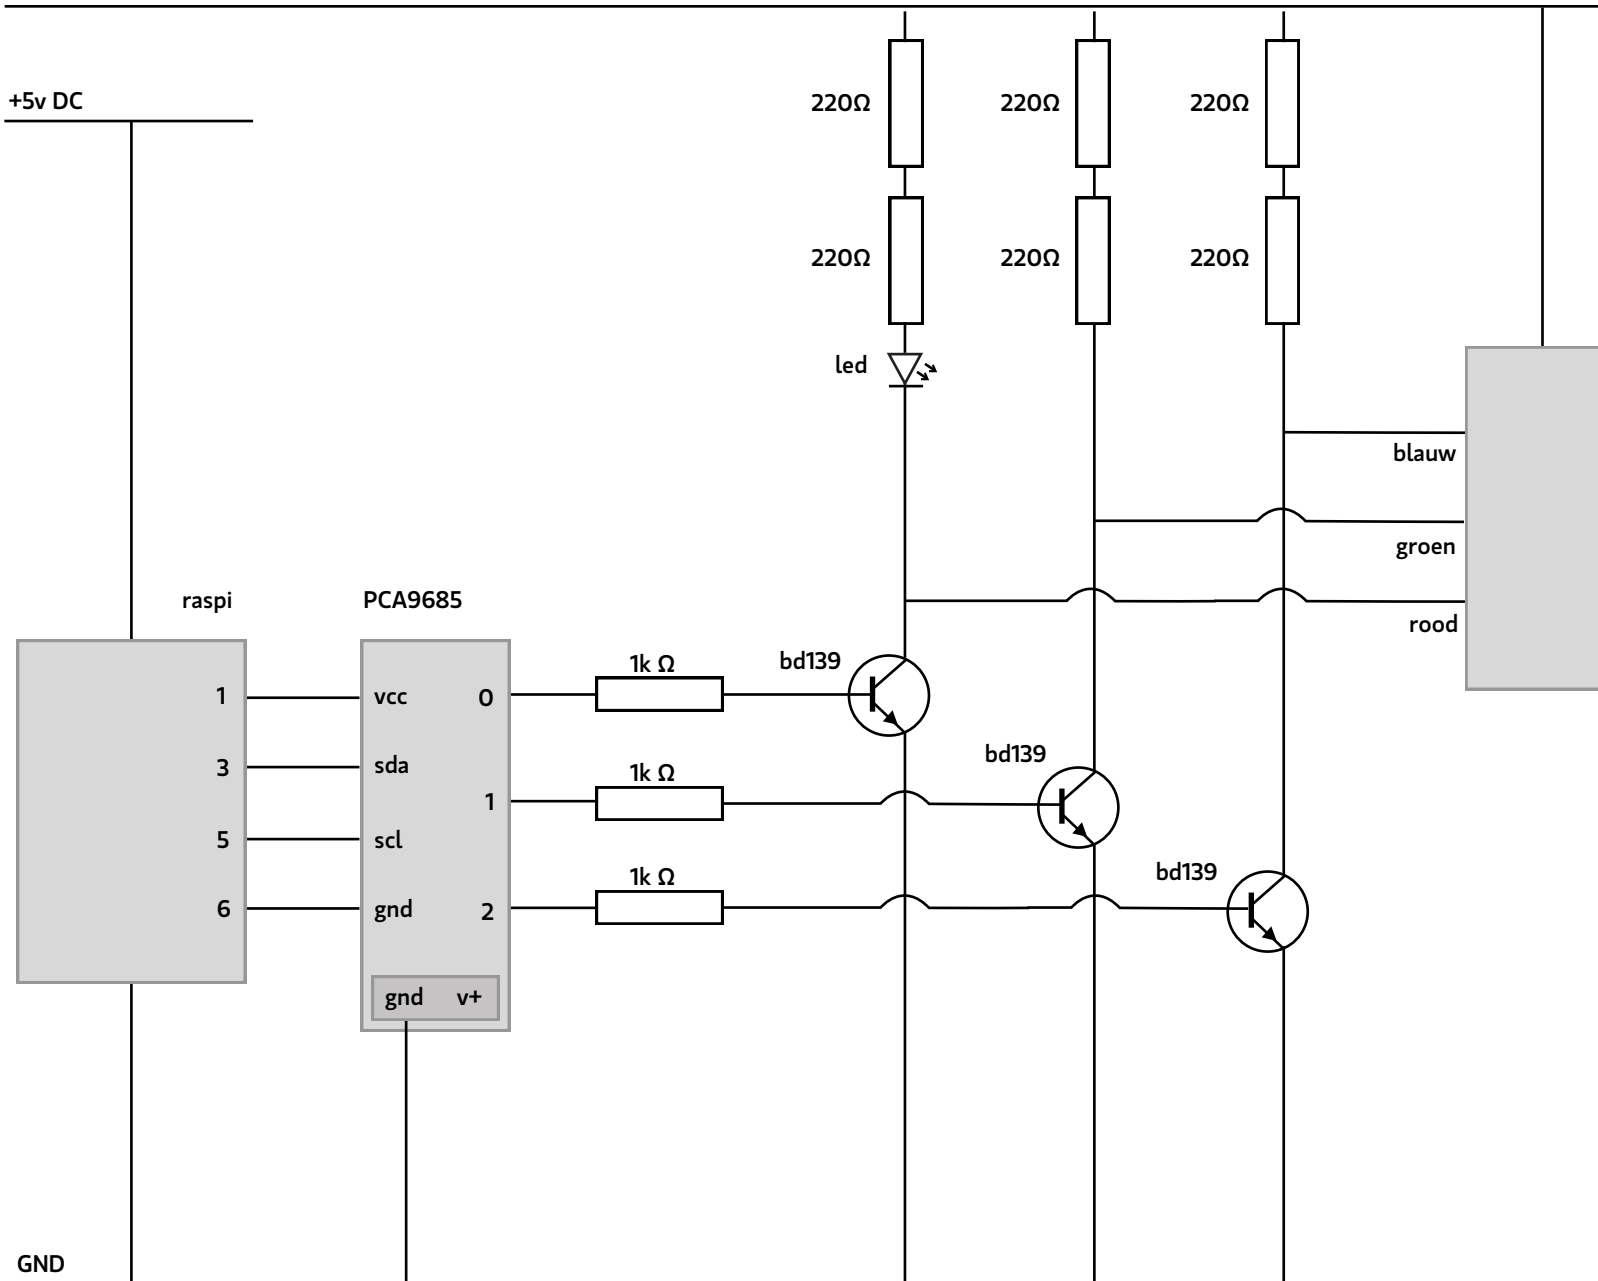 +5v DC
220Ω 220Ω 220Ω
220Ω 220Ω 220Ω
led
blauw
groen
rood
raspi PCA9685
1k Ω bd139
1 vcc 0
bd139
3 sda 1k Ω
1
5 scl
1k Ω bd139
6 gnd 2
gnd v+
GND